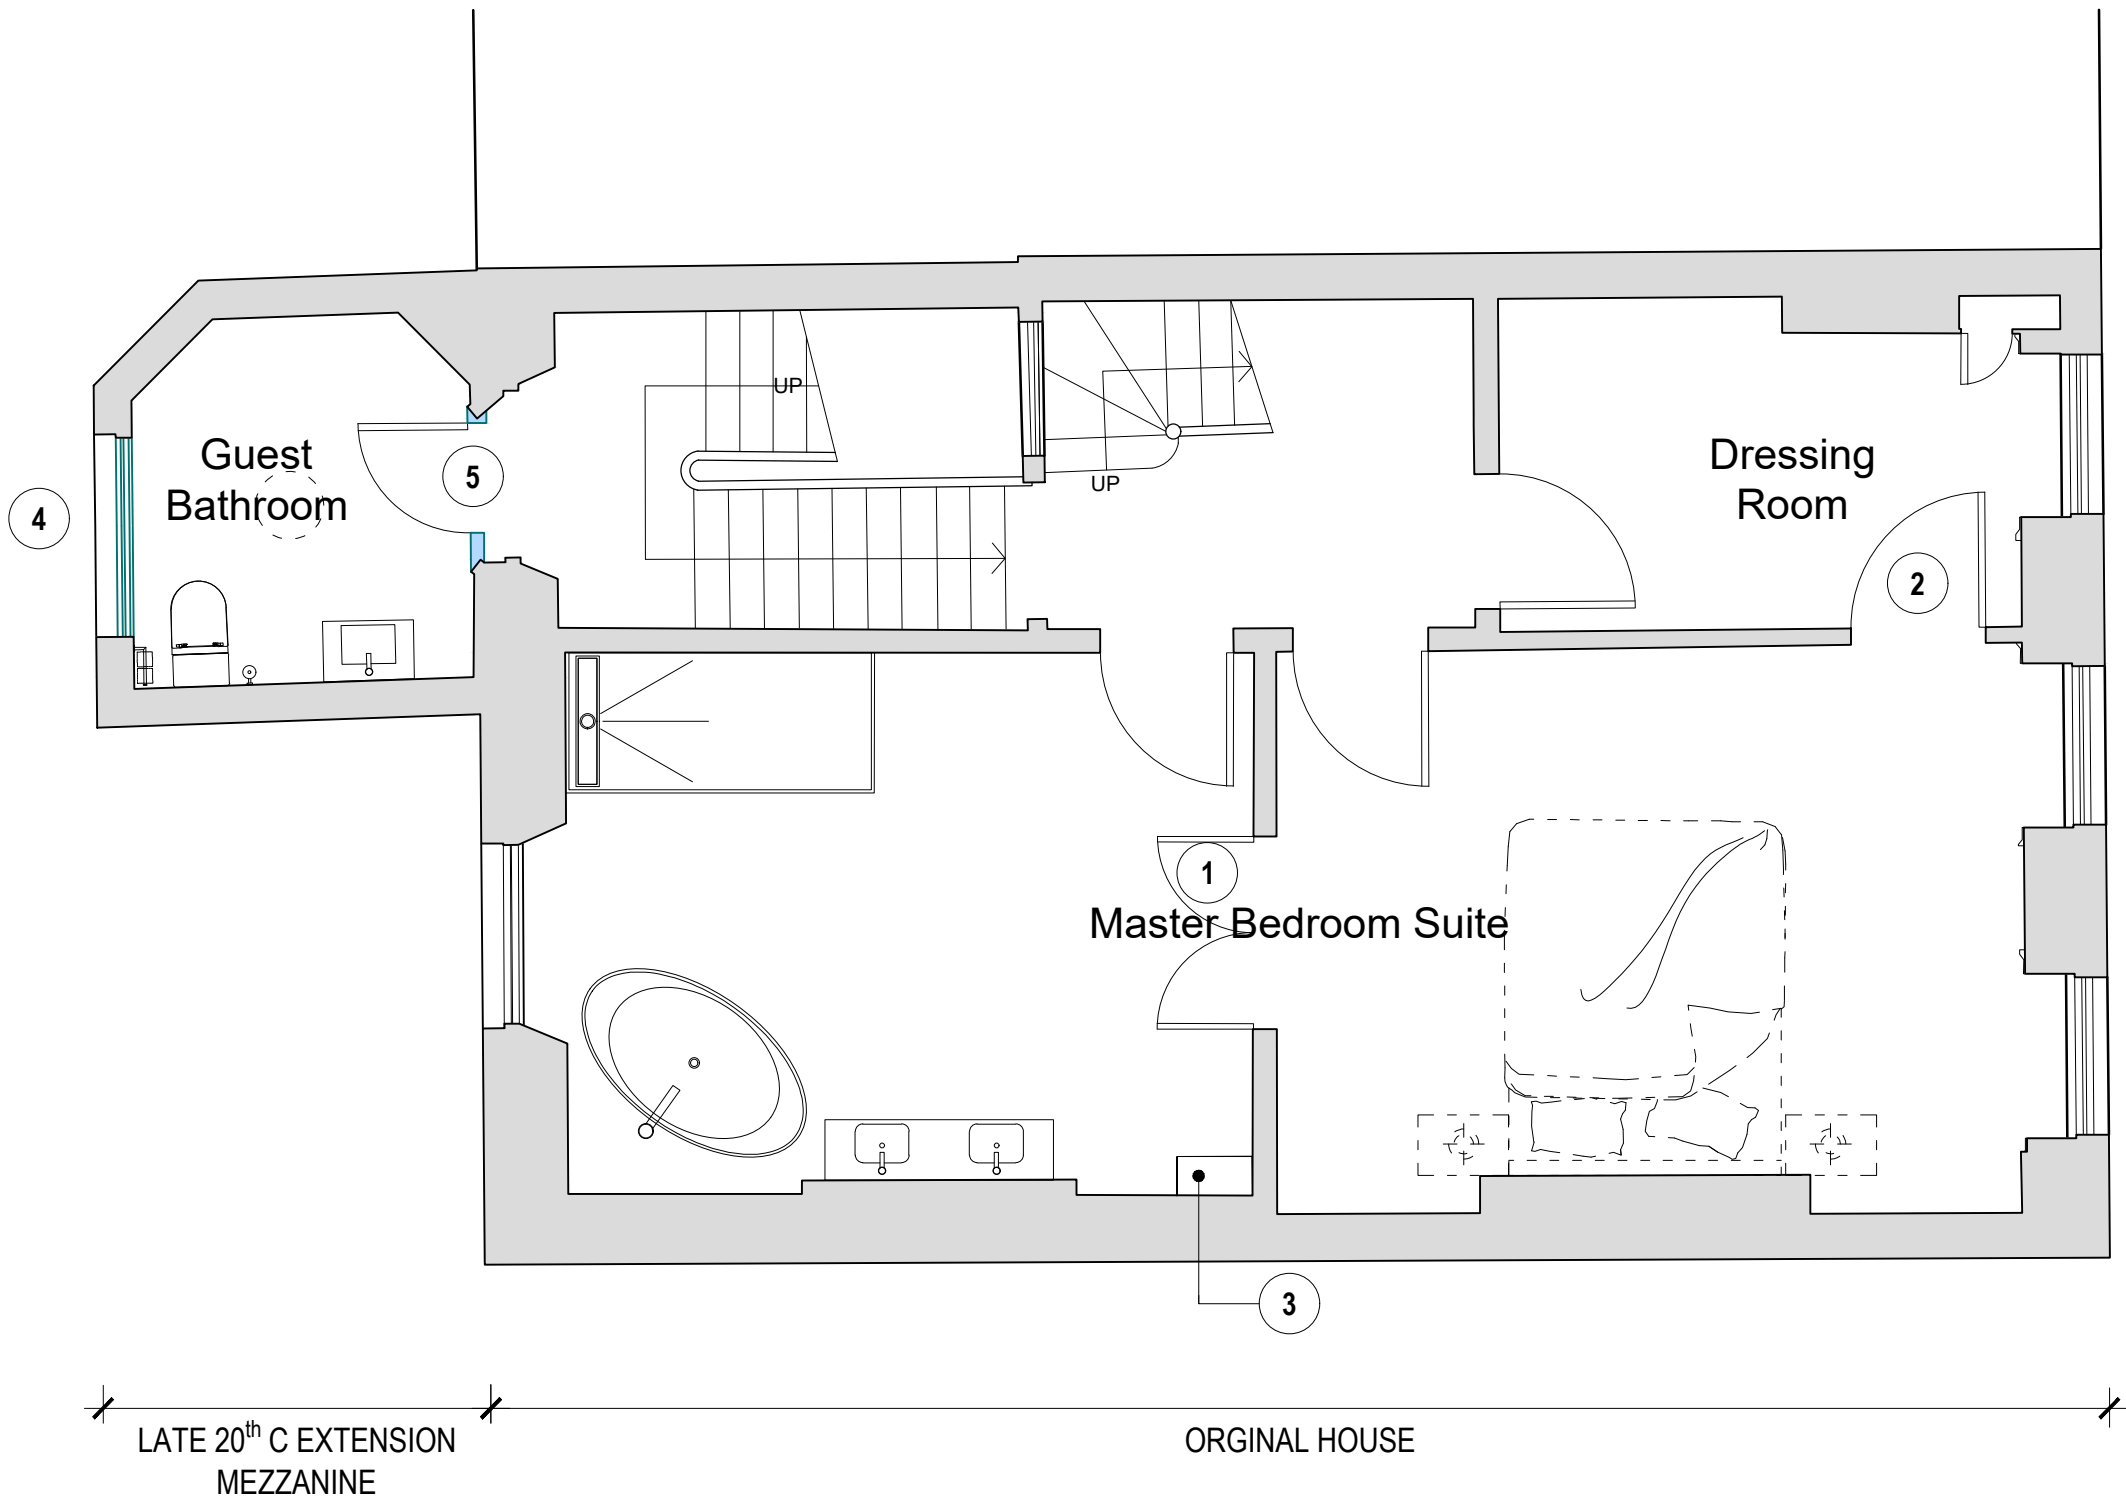 UP
Guest
Bathroom
5
4
UP
Dressing
Room
2
1
Master Bedroom Suite
3
LATE 20th C EXTENSION
MEZZANINE
ORGINAL HOUSE